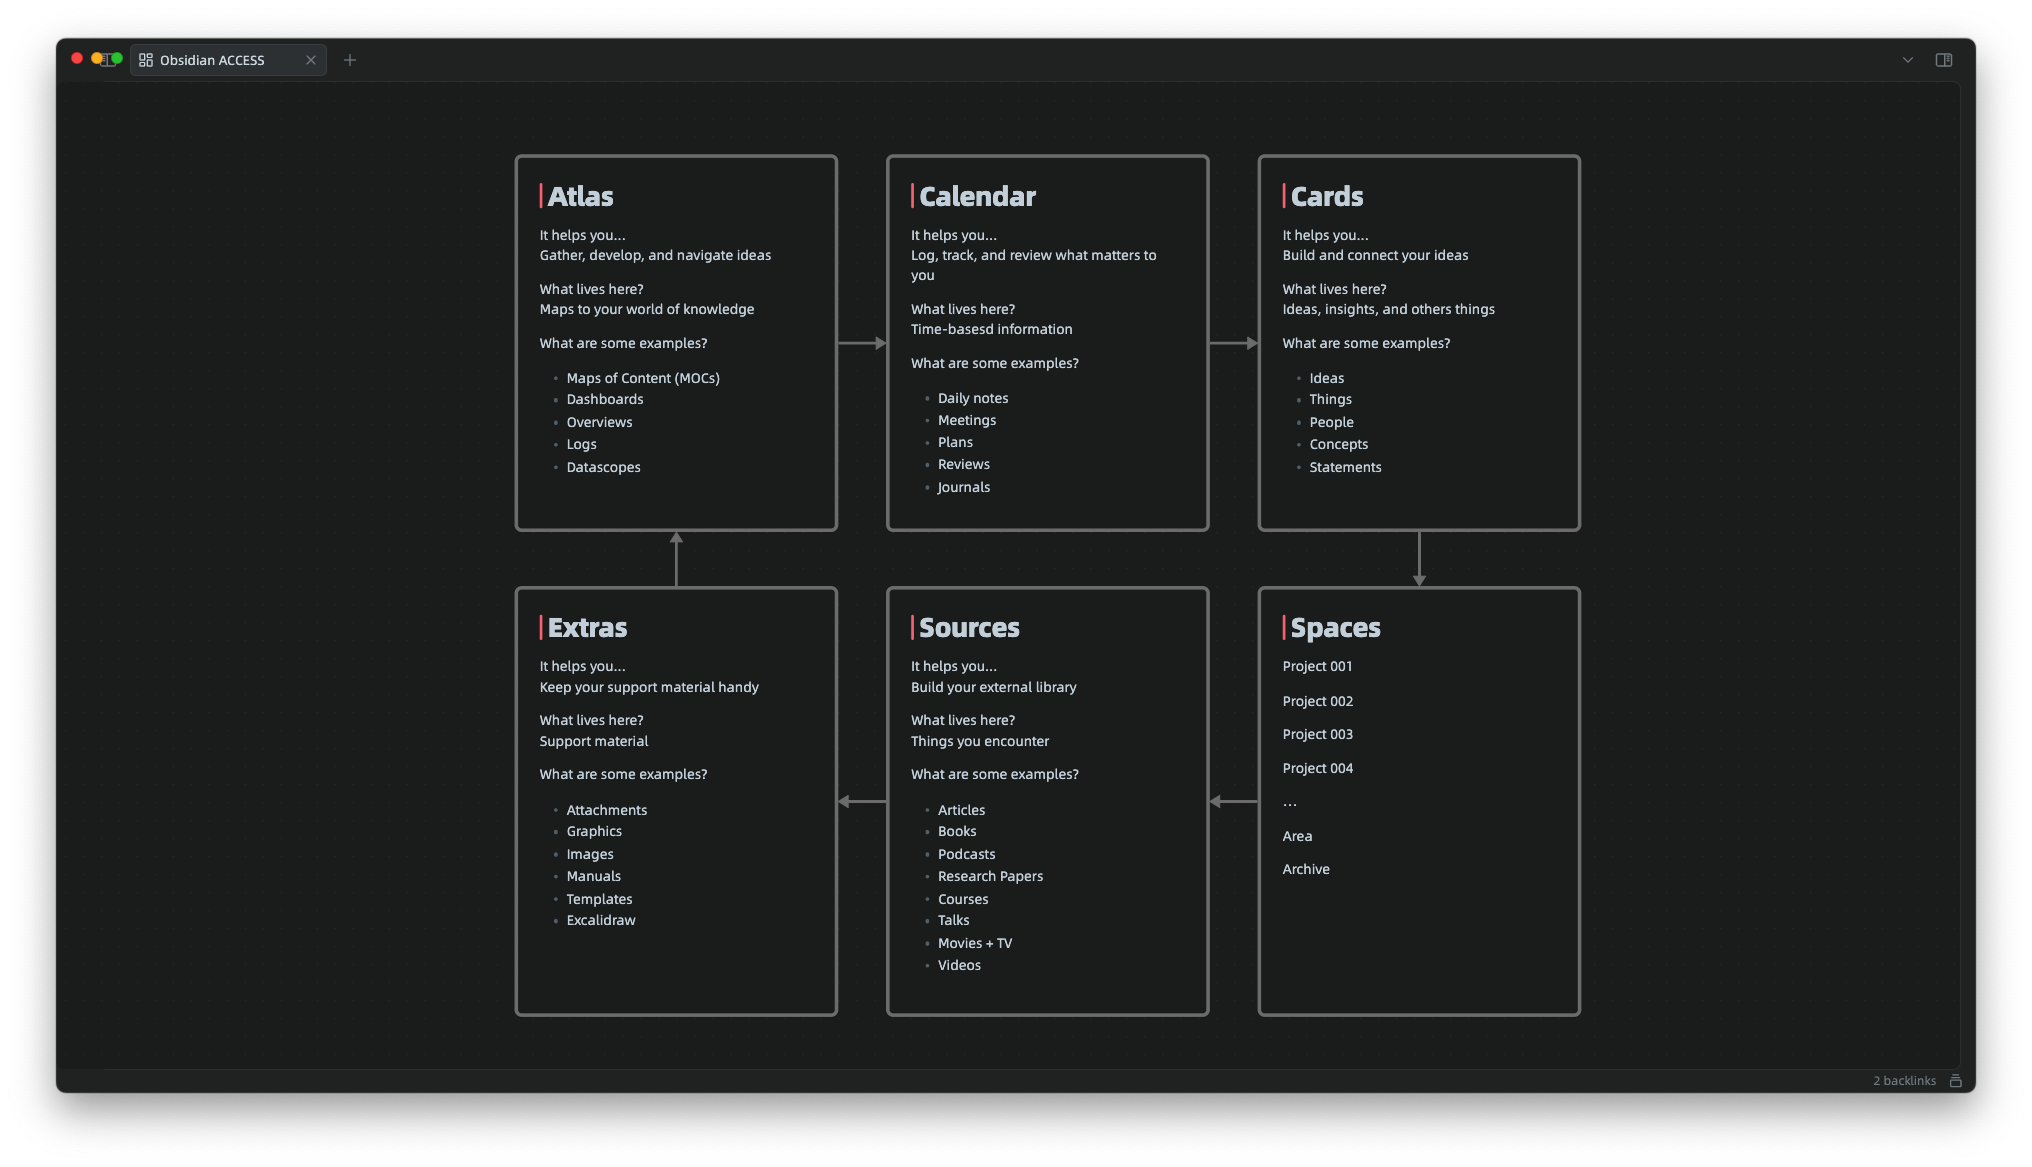 Obsidian ACCESS
Atlas
It helps you...
Gather, develop, and navigate ideas
What lives here?
Maps to your world of knowledge
What are some examples?
Maps of Content (MOCs)
Dashboards
Overviews
Logs
Datascopes
Calendar
It helps you...
Log, track, and review what matters to
you
What lives here?
Time-basesd information
What are some examples?
Daily notes
Meetings
Plans
Reviews
Journals
Cards
It helps you...
Build and connect your ideas
What lives here?
Ideas, insights, and others things
What are some examples?
Ideas
Things
People
Concepts
Statements
Extras
It helps you...
Keep your support material handy
What lives here?
Support material
What are some examples?
Attachments
Graphics
Images
Manuals
Templates
Excalidraw
Sources
It helps you...
Build your external library
What lives here?
Things you encounter
What are some examples?
Articles
Books
Podcasts
Research Papers
Courses
Talks
Movies + TV
Videos
Spaces
Project 001
Project 002
Project 003
Project 004
...
Area
Archive
2 backlinks